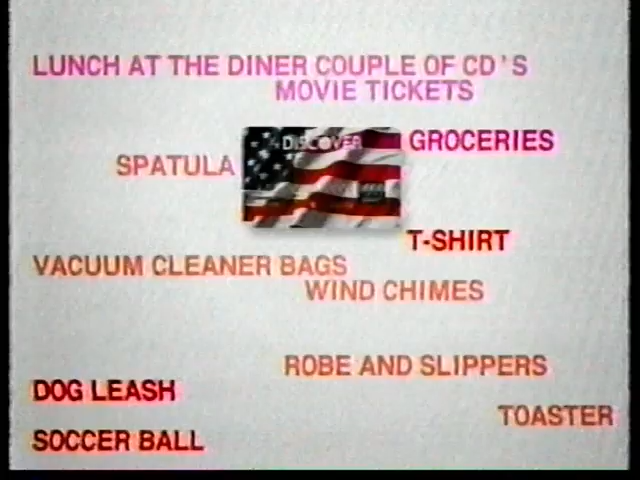 LUNCH AT THE DINER COUPLE OF CD'S
MOVIE TICKETS
DISCOVER
GROCERIES
SPATULA
T-SHIRT
VACUUM CLEANER BAGS
WIND CHIMES
ROBE AND SLIPPERS
DOG LEASH
TOASTER
SOCCER BALL